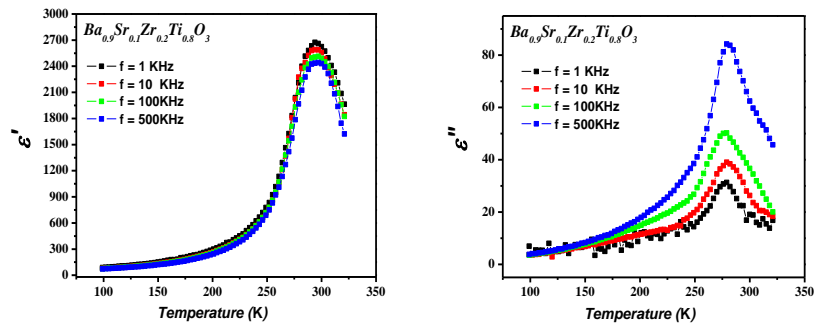 Ba0.9Sr0.1Zr0.2Ti0.8O3
f = 1 KHz
f = 10 KHz
f = 100KHz
f = 500KHz
3000
2700
2400
2100
1800
1500
1200
900
600
300
0
ε'
100 150 200 250 300 350
Temperature (K)
Ba0.9Sr0.1Zr0.2Ti0.8O3
f = 1 KHz
f = 10 KHz
f = 100KHz
f = 500KHz
80
60
40
20
0
ε''
100 150 200 250 300 350
Temperature (K)